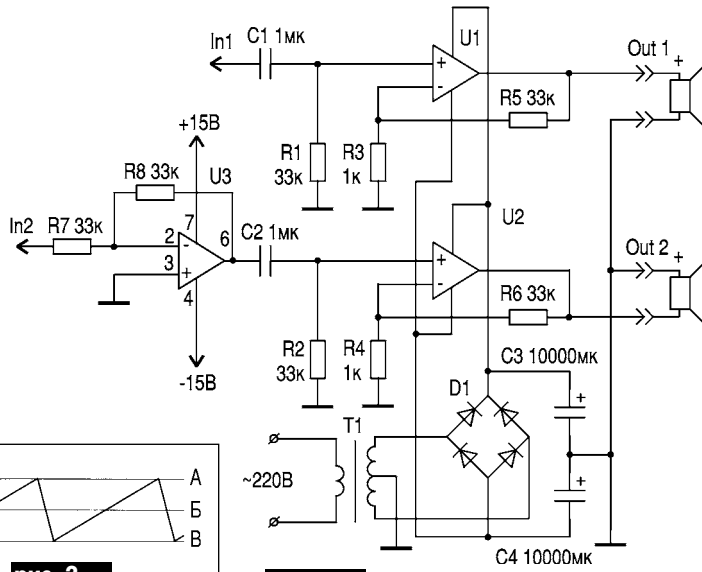 In1
C1 1мк
U1
Out 1
+
+
-
R5 33к
+15В
R1
33к
R3
1к
R8 33к
U3
In2
R7 33к
7
2
-
6
3
+
4
C2 1мк
U2
Out 2
+
+
-
R6 33к
-15В
R2
33к
R4
1к
C3 10000мк
D1
+
T1
~220В
+
C4 10000мк
А
Б
В